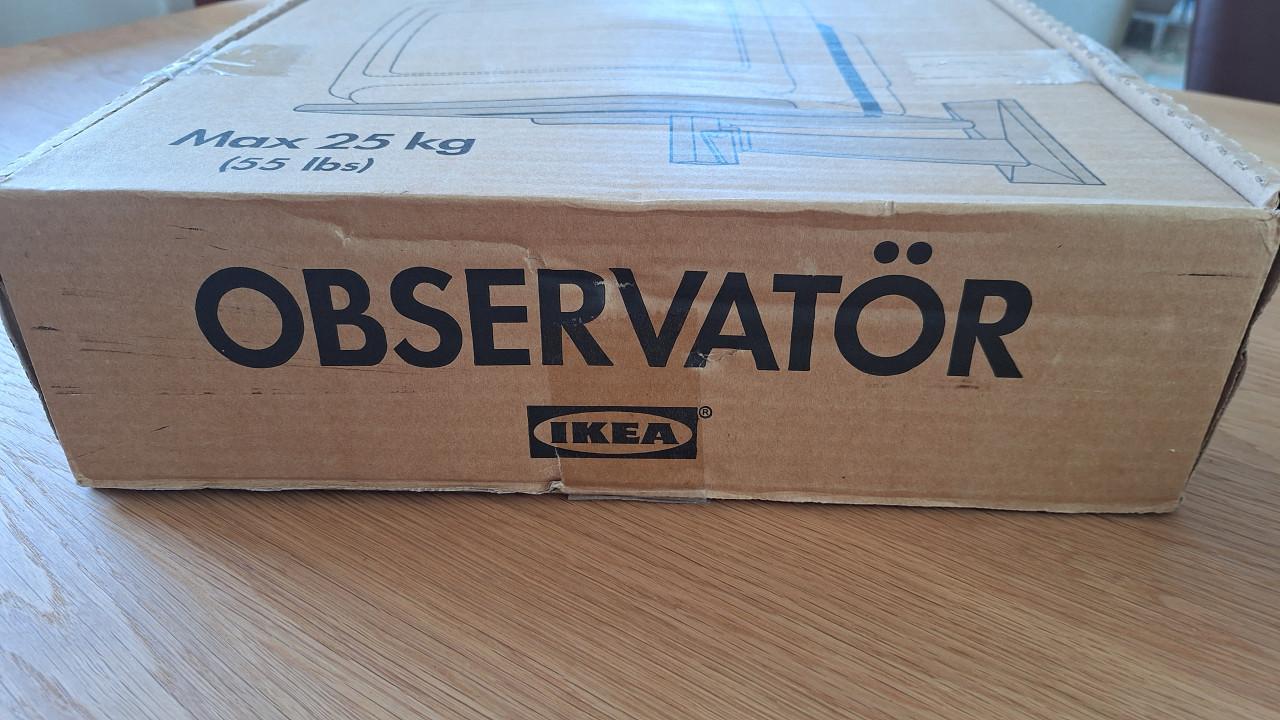 Max 25 kg
(55 lbs)
OBSERVATÖR
IKEA®